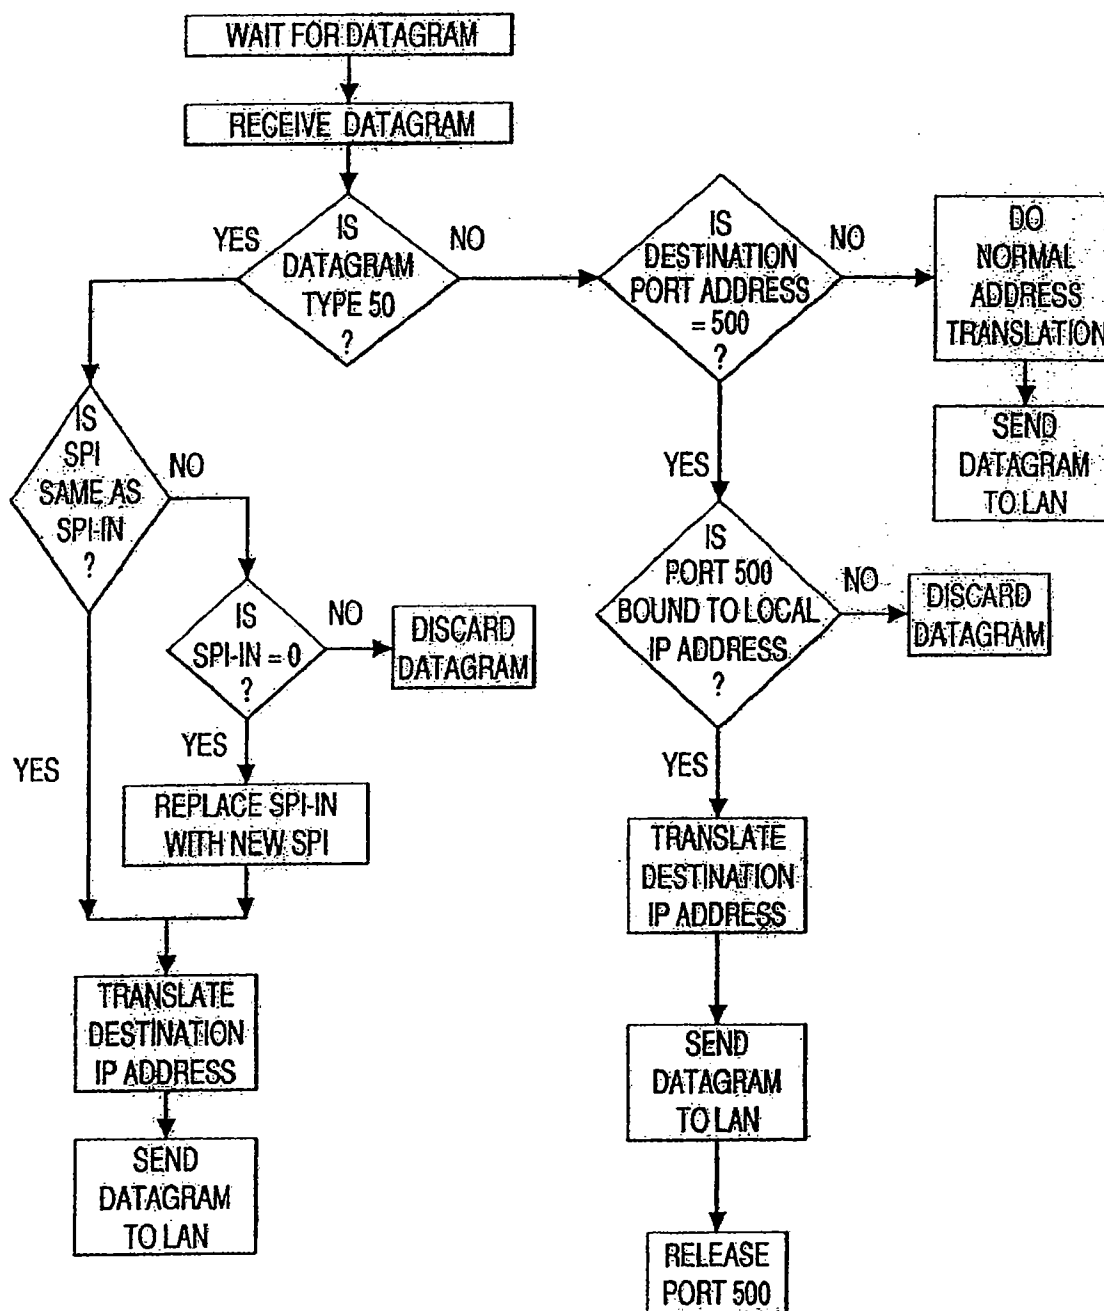 WAIT FOR DATAGRAM
RECEIVE DATAGRAM
IS
DATAGRAM
TYPE 50
?
YES
NO
IS
DESTINATION
PORT ADDRESS
= 500
?
NO
DO
NORMAL
ADDRESS
TRANSLATION
SEND
DATAGRAM
TO LAN
IS
SPI
SAME AS
SPI-IN
?
NO
YES
IS
SPI-IN = 0
?
NO
DISCARD
DATAGRAM
YES
REPLACE SPI-IN
WITH NEW SPI
YES
TRANSLATE
DESTINATION
IP ADDRESS
SEND
DATAGRAM
TO LAN
IS
PORT 500
BOUND TO LOCAL
IP ADDRESS
?
NO
DISCARD
DATAGRAM
YES
TRANSLATE
DESTINATION
IP ADDRESS
SEND
DATAGRAM
TO LAN
RELEASE
PORT 500